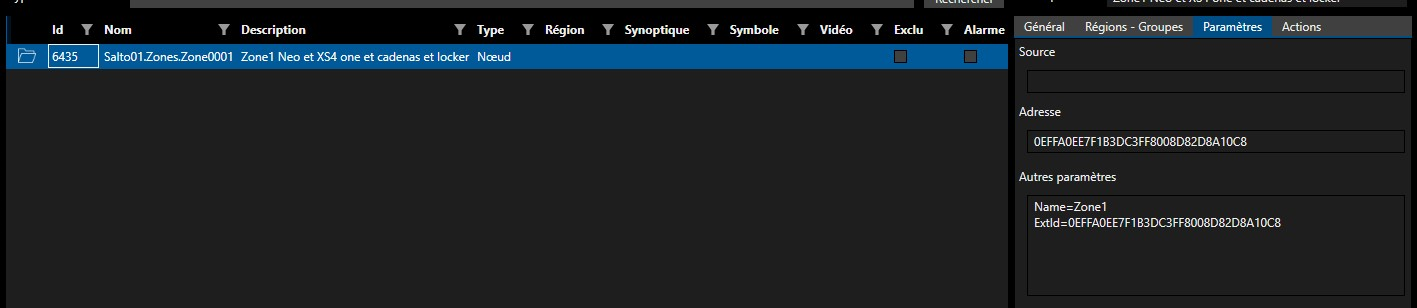 Rechercher
Zone1 Neo et XS4 one et cadenas et locker
Id Nom Description Type Région Synoptique Symbole Vidéo Exclu Alarme
6435 Salto01.Zones.Zone0001 Zone1 Neo et XS4 one et cadenas et locker Nœud
Général Régions - Groupes Paramètres Actions
Source
Adresse
0EFFA0EE7F1B3DC3FF8008D82D8A10C8
Autres paramètres
Name=Zone1
ExtId=0EFFA0EE7F1B3DC3FF8008D82D8A10C8